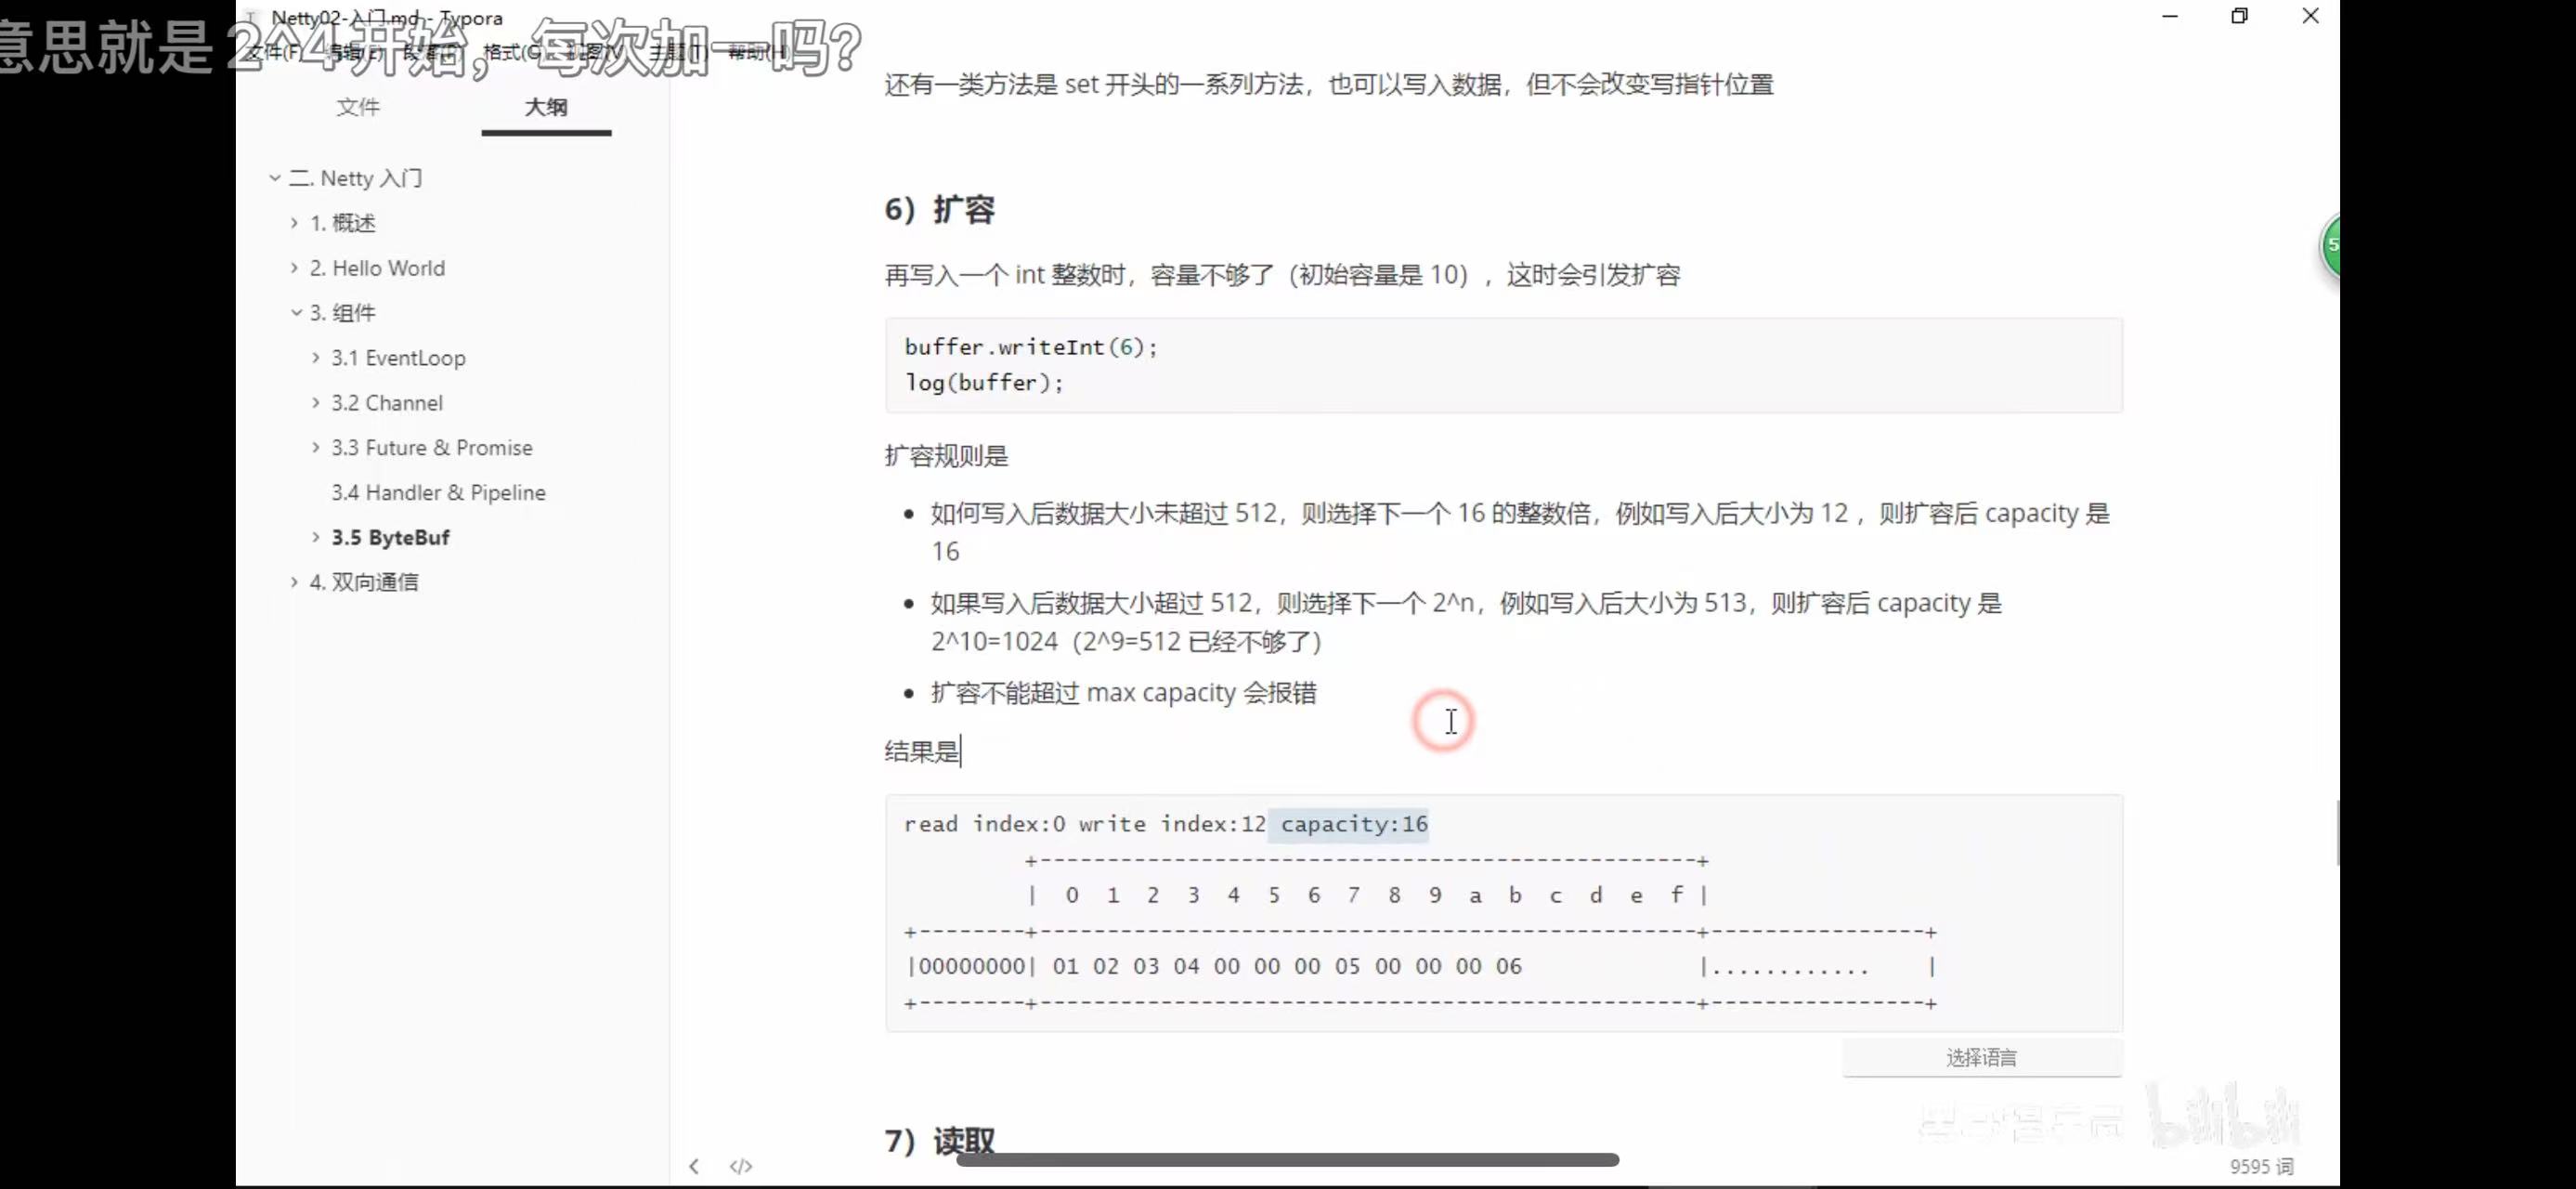 Netty02-入门.md - Typora
意思就是2^4开始，每次加一吗?
文件(F) 编辑(E) 段落(P) 格式(O) 视图(V) 主题(T) 帮助(H)
文件 大纲
二. Netty 入门
1. 概述
2. Hello World
3. 组件
3.1 EventLoop
3.2 Channel
3.3 Future & Promise
3.4 Handler & Pipeline
3.5 ByteBuf
4. 双向通信
还有一类方法是 set 开头的一系列方法，也可以写入数据，但不会改变写指针位置
6）扩容
再写入一个 int 整数时，容量不够了（初始容量是 10），这时会引发扩容
buffer.writeInt(6);
log(buffer);
扩容规则是
如何写入后数据大小未超过 512，则选择下一个 16 的整数倍，例如写入后大小为 12 ，则扩容后 capacity 是
16
如果写入后数据大小超过 512，则选择下一个 2^n，例如写入后大小为 513，则扩容后 capacity 是
2^10=1024（2^9=512 已经不够了）
扩容不能超过 max capacity 会报错
结果是
read index:0 write index:12 capacity:16
+-------------------------------------------------+
| 0 1 2 3 4 5 6 7 8 9 a b c d e f |
+--------+-------------------------------------------------+----------------+
|00000000| 01 02 03 04 00 00 00 05 00 00 00 06 |............ |
+--------+-------------------------------------------------+----------------+
选择语言
7）读取
bilibili
9595 词
5